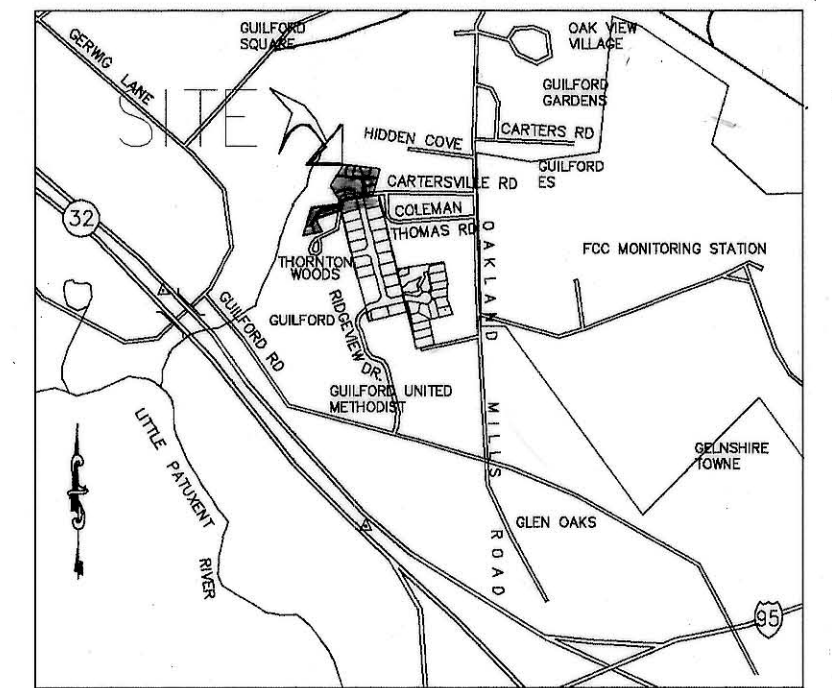 GERWIG LANE
GUILFORD
SQUARE
OAK VIEW
VILLAGE
GUILFORD
GARDENS
SITE
HIDDEN COVE
CARTERS RD
GUILFORD
ES
CARTERSVILLE RD
COLEMAN
THOMAS RD
32
OAKLAND MILLS ROAD
FCC MONITORING STATION
THORNTON
WOODS
GUILFORD RD
GUILFORD
RIDGEVIEW DR.
GUILFORD UNITED
METHODIST
LITTLE PATUXENT RIVER
GELNSHIRE
TOWNE
GLEN OAKS
95